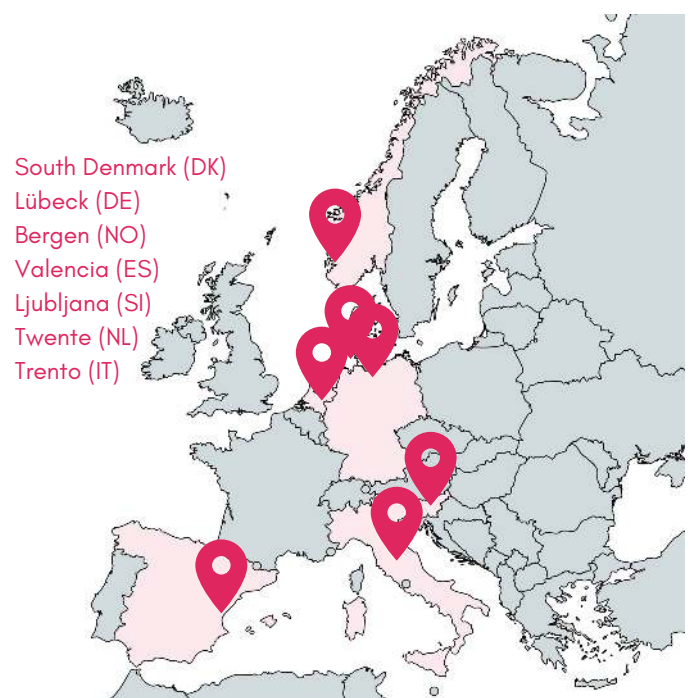 South Denmark (DK)
Lübeck (DE)
Bergen (NO)
Valencia (ES)
Ljubljana (SI)
Twente (NL)
Trento (IT)